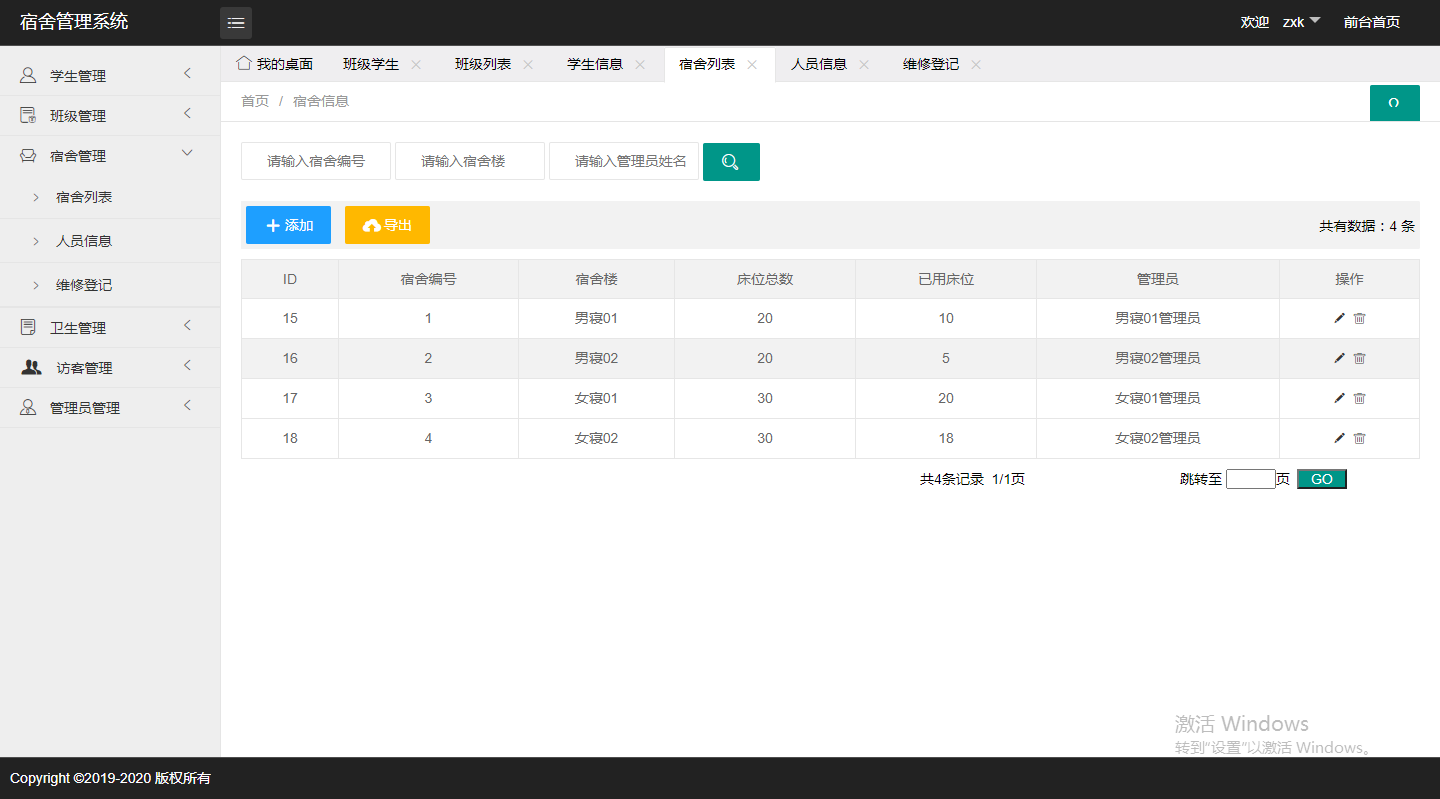 宿舍管理系统
欢迎 zxk 前台首页
学生管理
班级管理
宿舍管理
宿舍列表
人员信息
维修登记
卫生管理
访客管理
管理员管理
我的桌面 班级学生 班级列表 学生信息 宿舍列表 人员信息 维修登记
首页 / 宿舍信息
请输入宿舍编号 请输入宿舍楼 请输入管理员姓名
添加 导出 共有数据：4 条
ID 宿舍编号 宿舍楼 床位总数 已用床位 管理员 操作
15 1 男寝01 20 10 男寝01管理员
16 2 男寝02 20 5 男寝02管理员
17 3 女寝01 30 20 女寝01管理员
18 4 女寝02 30 18 女寝02管理员
共4条记录 1/1页 跳转至 页 GO
激活 Windows
转到“设置”以激活 Windows。
Copyright ©2019-2020 版权所有